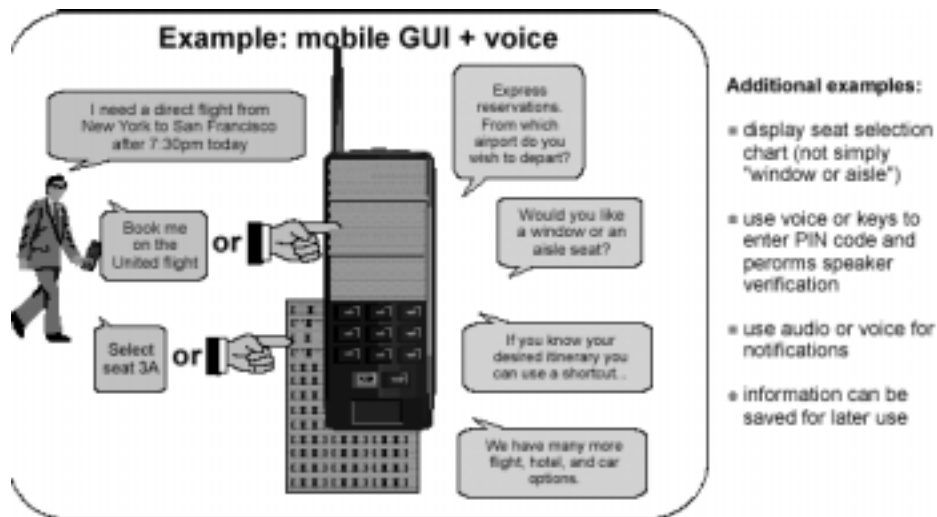 Example: mobile GUI + voice
I need a direct flight from
New York to San Francisco
after 7:30pm today
Book me
on the
United flight
or
Select
seat 3A
or
Express
reservations.
From which
airport do you
wish to depart?
Would you like
a window or an
aisle seat?
If you know your
desired itinerary you
can use a shortcut...
We have many more
flight, hotel, and car
options.
Additional examples:
display seat selection
chart (not simply
"window or aisle")
use voice or keys to
enter PIN code and
perorms speaker
verification
use audio or voice for
notifications
information can be
saved for later use